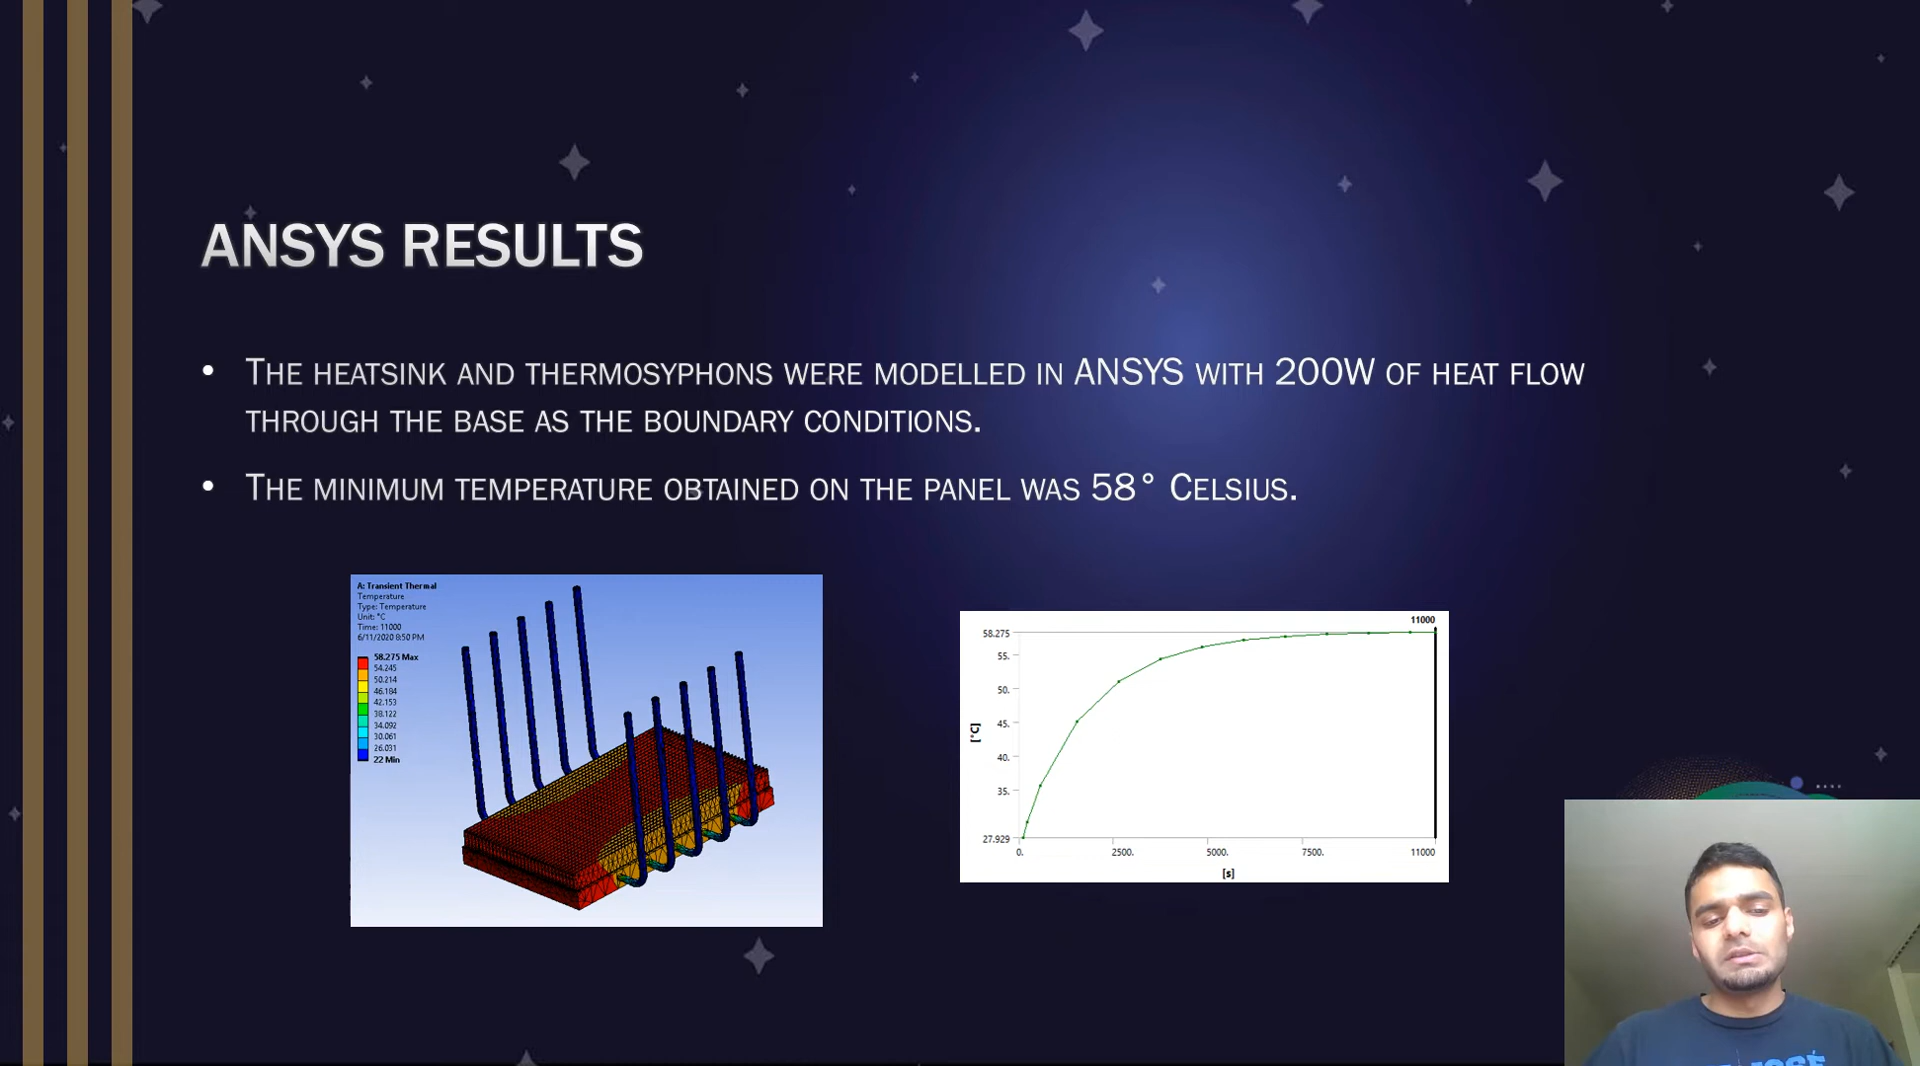 ANSYS RESULTS
• THE HEATSINK AND THERMOSYPHONS WERE MODELLED IN ANSYS WITH 200W OF HEAT FLOW
THROUGH THE BASE AS THE BOUNDARY CONDITIONS.
• THE MINIMUM TEMPERATURE OBTAINED ON THE PANEL WAS 58° CELSIUS.
A: Transient Thermal
Temperature
Type: Temperature
Unit: °C
Time: 11000
6/11/2020 8:50 PM
58.275 Max
54.245
50.214
46.184
42.153
38.122
34.092
30.061
26.031
22 Min
11000
58.275
55.
50.
45.
40.
35.
27.929
[°C]
0. 2500. 5000. 7500. 11000
[s]